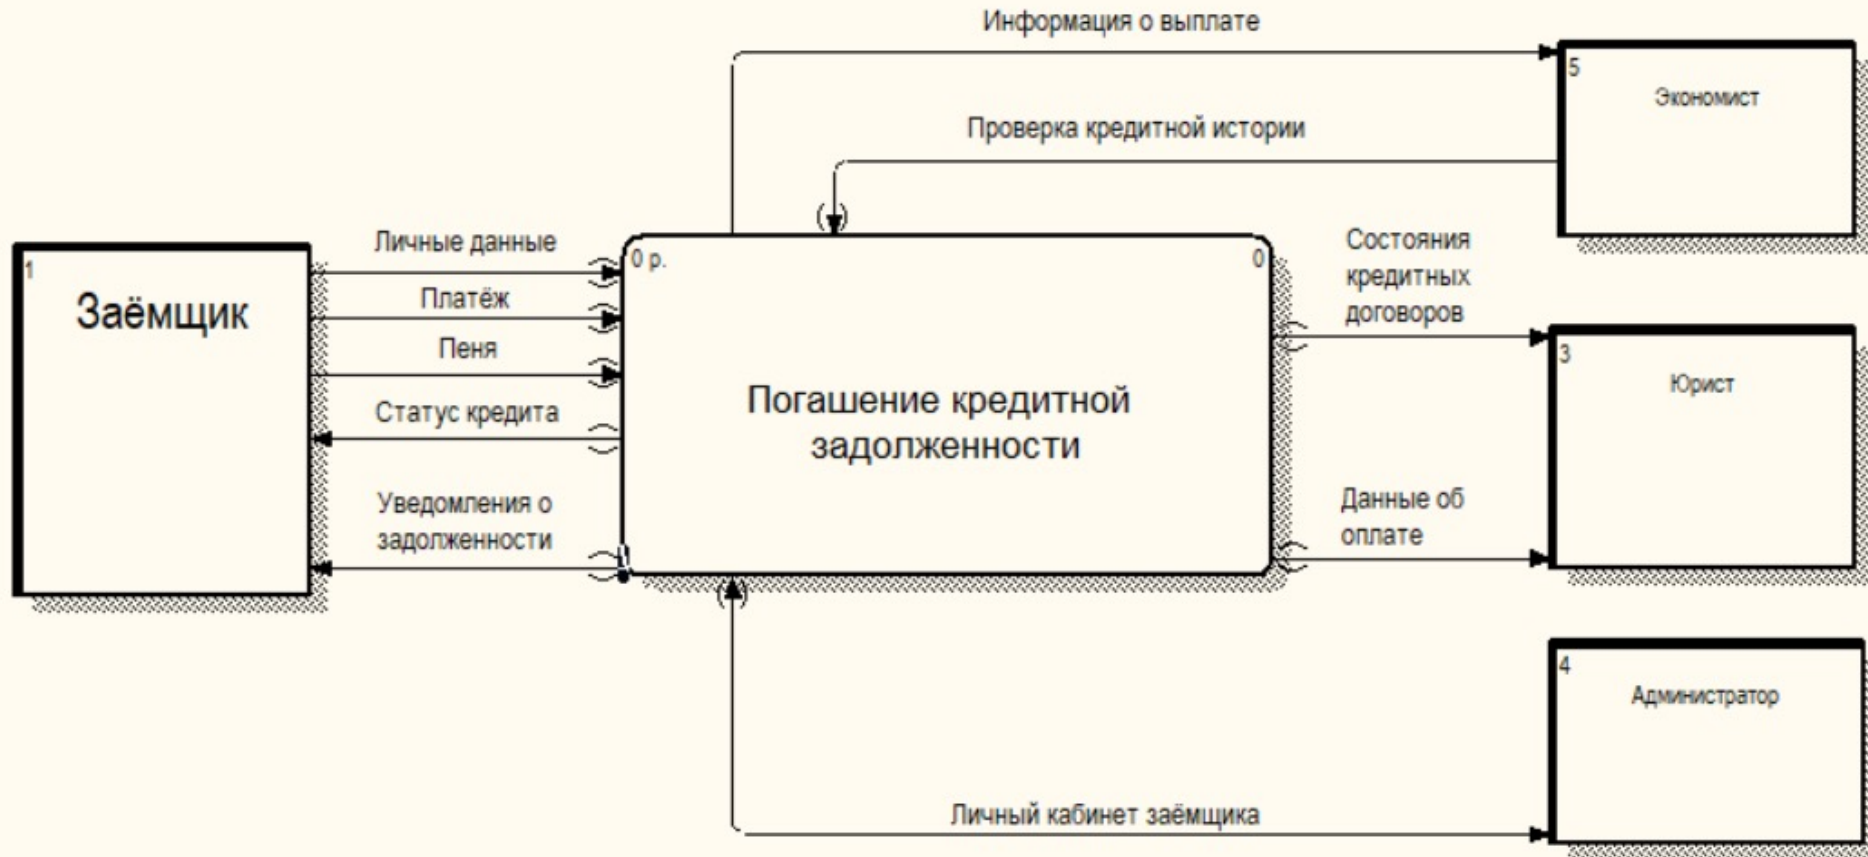 Информация о выплате
5
Экономист
Проверка кредитной истории
1
Заёмщик
Личные данные
Платёж
Пеня
Статус кредита
Уведомления о
задолженности
0 р.
0
Погашение кредитной
задолженности
Состояния
кредитных
договоров
3
Юрист
Данные об
оплате
4
Администратор
Личный кабинет заёмщика